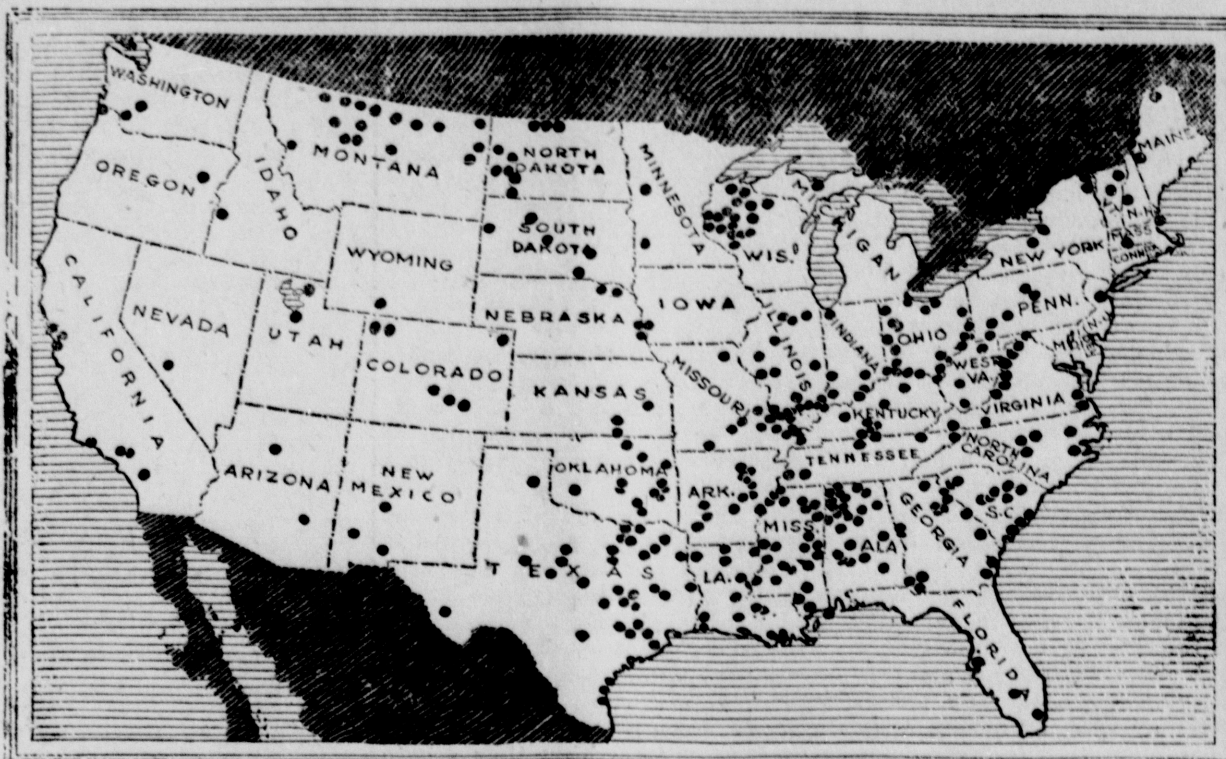 WASHINGTON
OREGON
IDAHO
MONTANA
NORTH
DAKOTA
MINNESOTA
SOUTH
DAKOTA
WYOMING
WIS.
MICHIGAN
MAINE
N.H.
MASS
CONN.
NEW YORK
CALIFORNIA
NEVADA
UTAH
COLORADO
NEBRASKA
IOWA
ILLINOIS
INDIANA
OHIO
PENN.
WEST
VA.
VIRGINIA
KANSAS
MISSOURI
KENTUCKY
TENNESSEE
NORTH
CAROLINA
ARIZONA
NEW
MEXICO
OKLAHOMA
ARK.
MISS.
ALA
GEORGIA
S.C.
TEXAS
LA.
FLORIDA